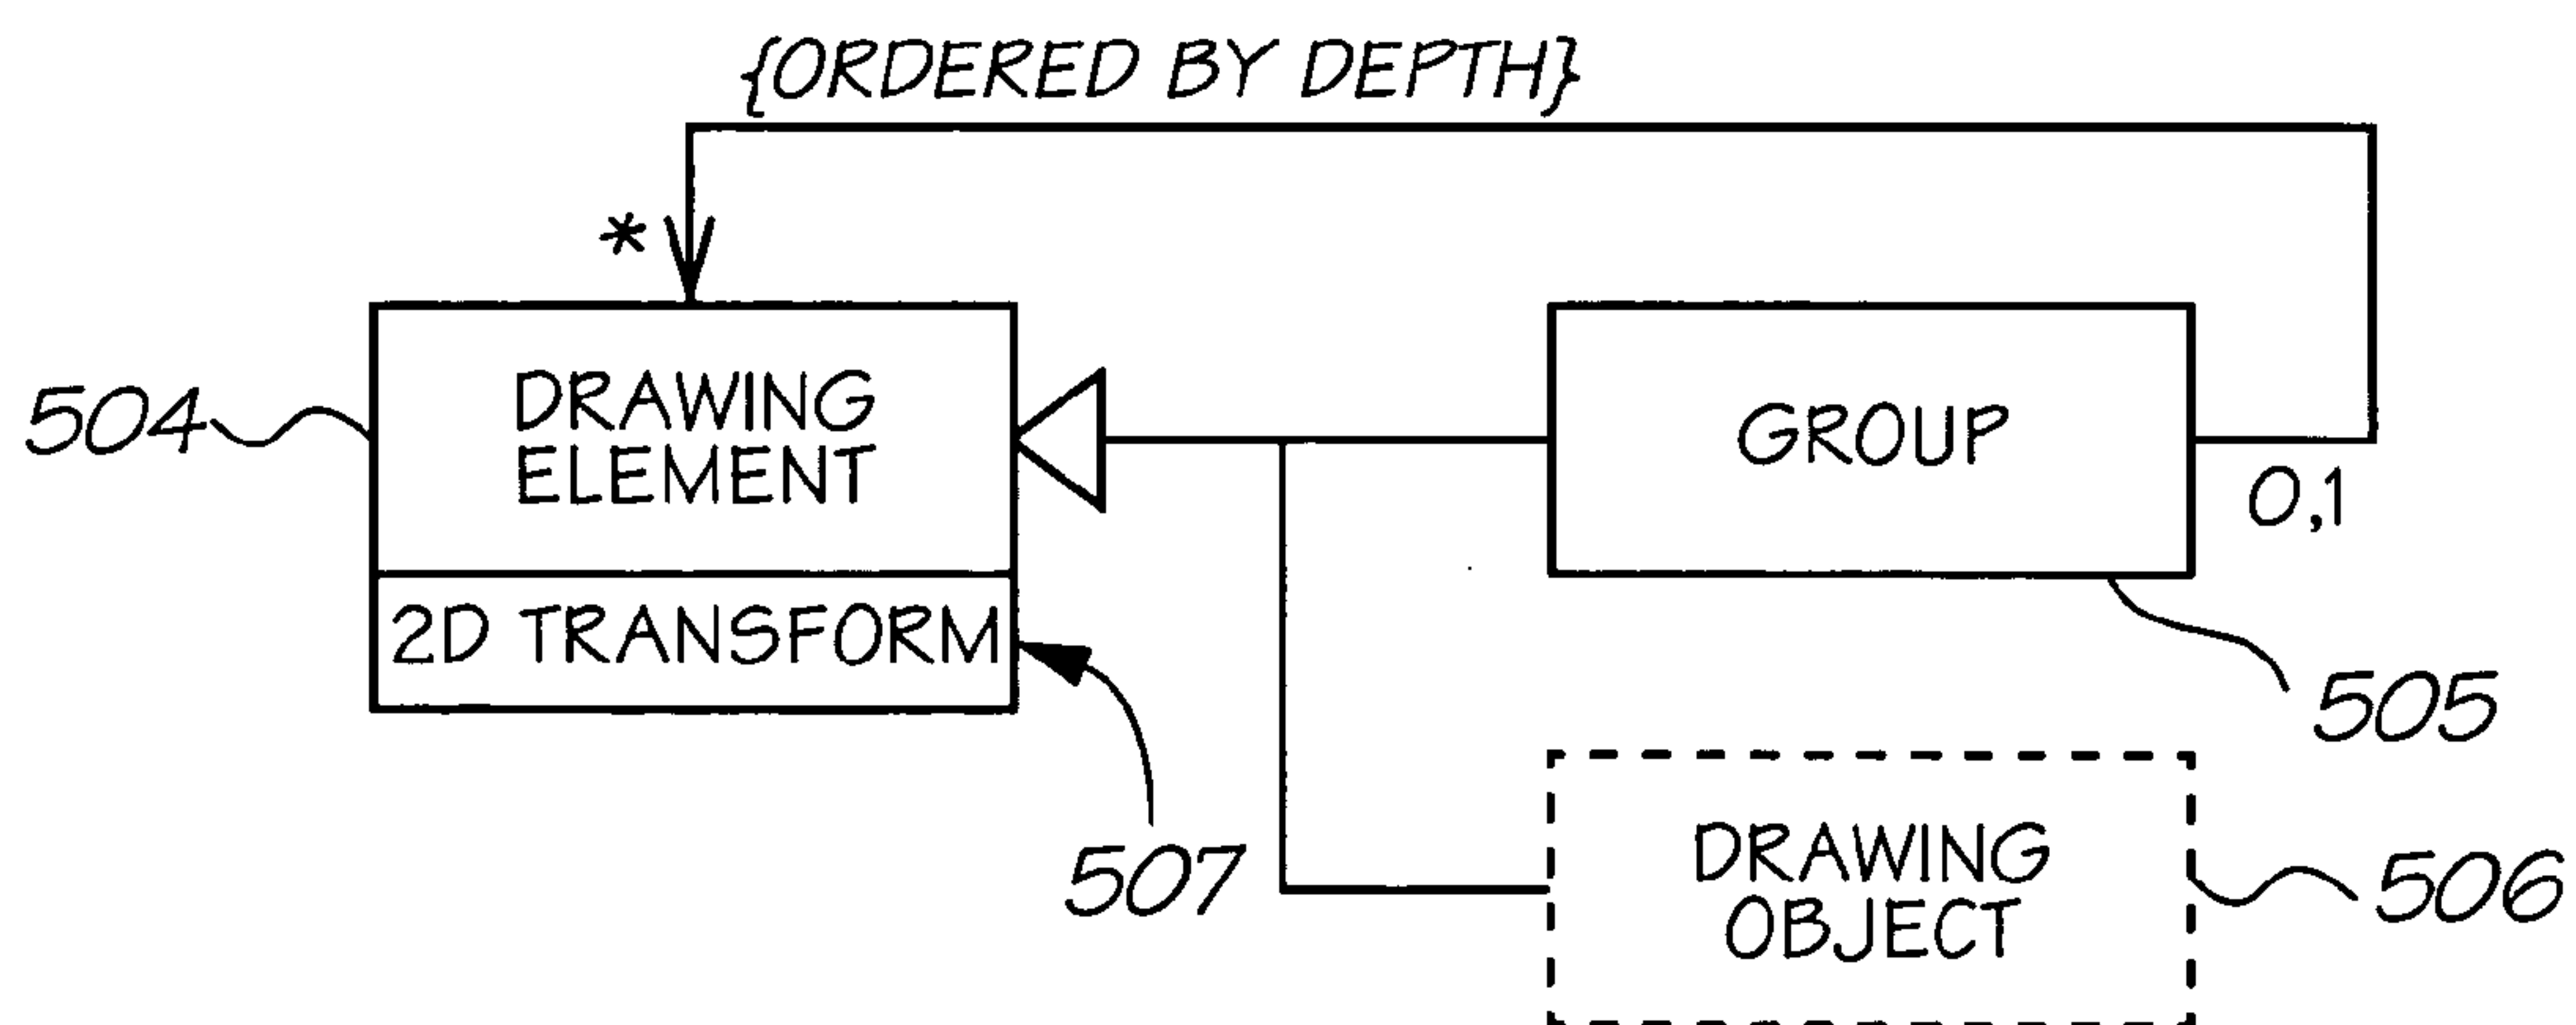 {ORDERED BY DEPTH}
*
504
DRAWING
ELEMENT
GROUP
0,1
2D TRANSFORM
505
507
DRAWING
OBJECT
506